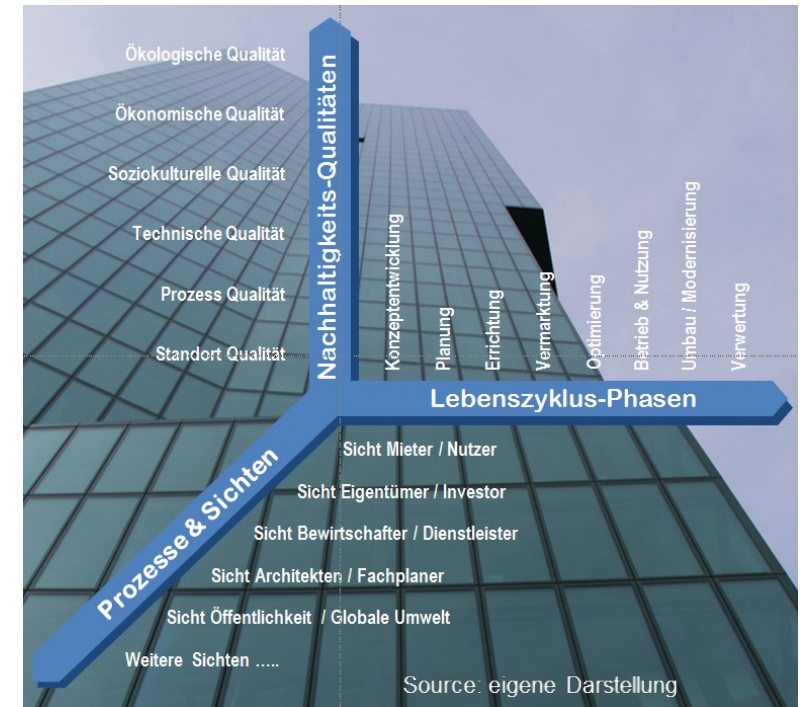 Ökologische Qualität
Ökonomische Qualität
Soziokulturelle Qualität
Technische Qualität
Prozess Qualität
Standort Qualität
Nachhaltigkeits-Qualitäten
Konzeptentwicklung
Planung
Errichtung
Vermarktung
Optimierung
Betrieb & Nutzung
Umbau / Modernisierung
Verwertung
Lebenszyklus-Phasen
Prozesse & Sichten
Sicht Mieter / Nutzer
Sicht Eigentümer / Investor
Sicht Bewirtschafter / Dienstleister
Sicht Architekten / Fachplaner
Sicht Öffentlichkeit / Globale Umwelt
Weitere Sichten .....
Source: eigene Darstellung